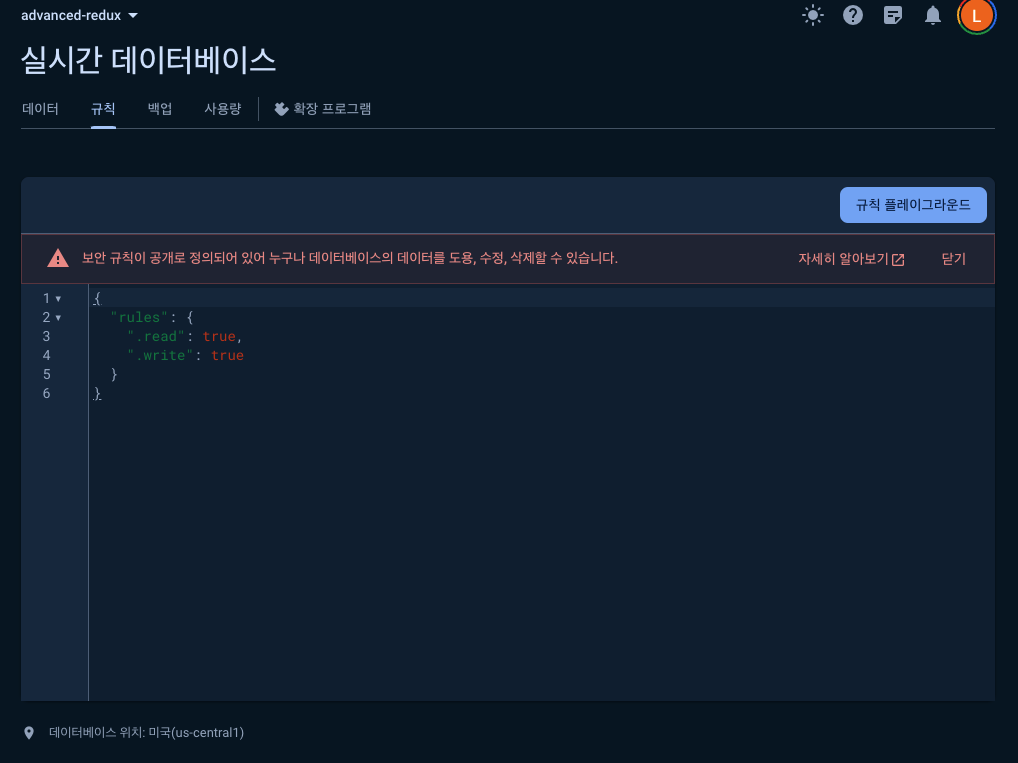 advanced-redux
L
실시간 데이터베이스
데이터 규칙 백업 사용량 확장 프로그램
규칙 플레이그라운드
보안 규칙이 공개로 정의되어 있어 누구나 데이터베이스의 데이터를 도용, 수정, 삭제할 수 있습니다. 자세히 알아보기 닫기
1 {
2 "rules": {
3 ".read": true,
4 ".write": true
5 }
6 }
데이터베이스 위치: 미국(us-central1)